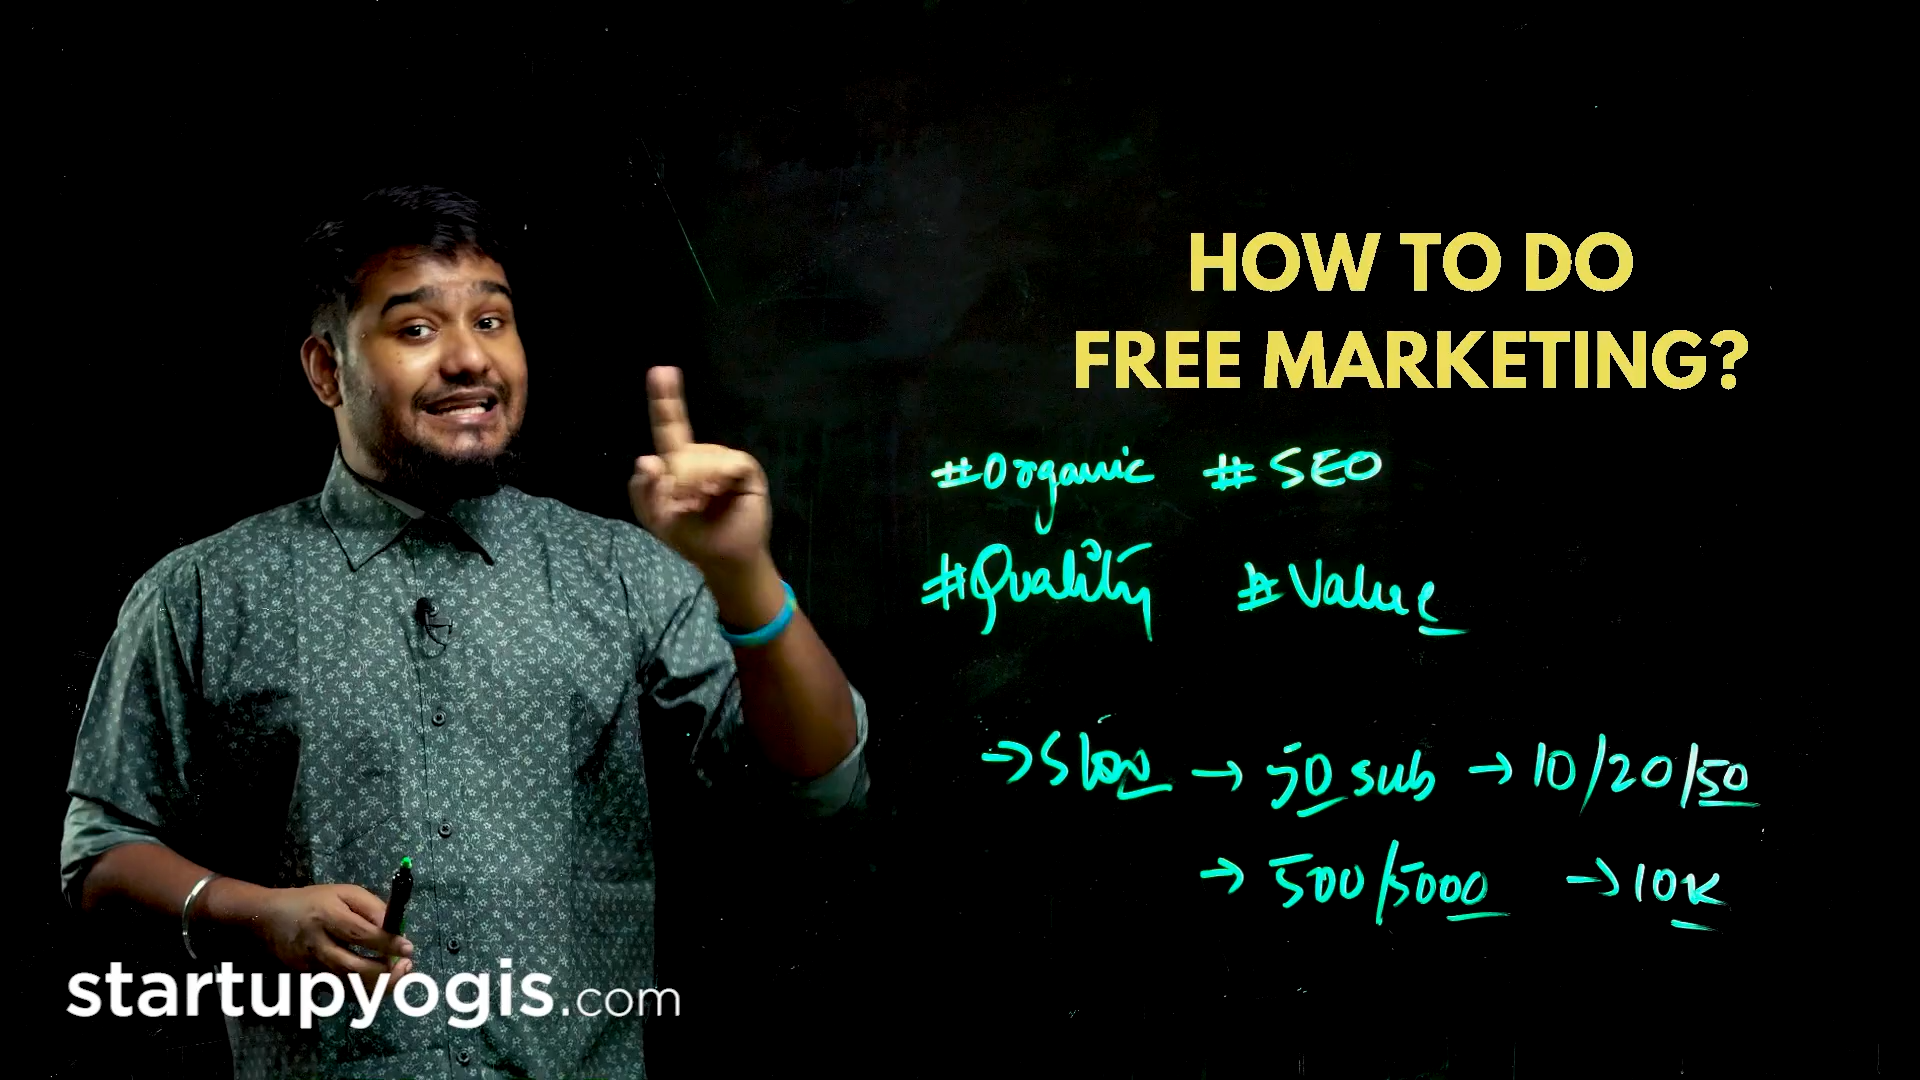 HOW TO DO
FREE MARKETING?
#Organic #SEO
#Quality #Value
→ Slow → 50 sub → 10/20/50
→ 500/5000 → 10K
startupyogis.com